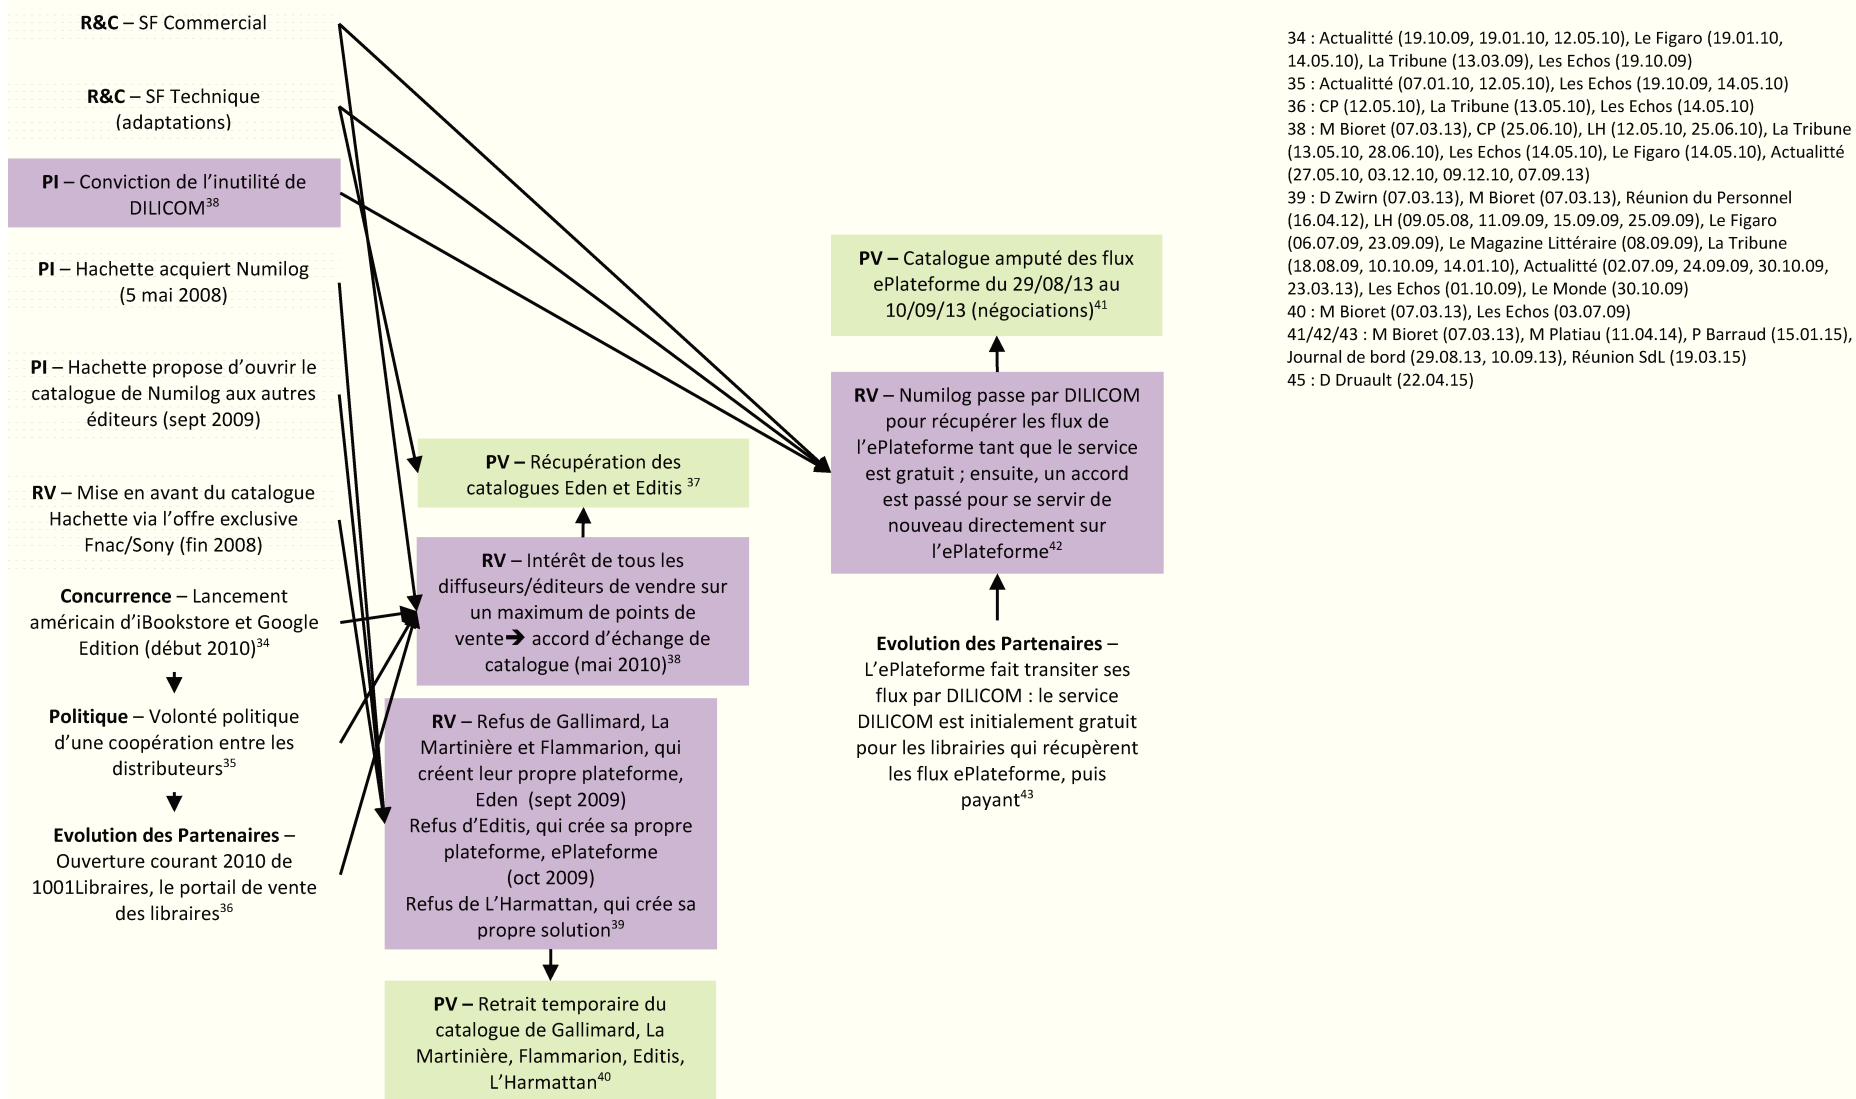 R&C – SF Commercial
R&C – SF Technique
(adaptations)
PI – Conviction de l’inutilité de
DILICOM38
PI – Hachette acquiert Numilog
(5 mai 2008)
PI – Hachette propose d’ouvrir le
catalogue de Numilog aux autres
éditeurs (sept 2009)
RV – Mise en avant du catalogue
Hachette via l’offre exclusive
Fnac/Sony (fin 2008)
Concurrence – Lancement
américain d’iBookstore et Google
Edition (début 2010)34
Politique – Volonté politique
d’une coopération entre les
distributeurs35
Evolution des Partenaires –
Ouverture courant 2010 de
1001Libraires, le portail de vente
des libraires36
PV – Récupération des
catalogues Eden et Editis 37
RV – Intérêt de tous les
diffuseurs/éditeurs de vendre sur
un maximum de points de
vente➔ accord d’échange de
catalogue (mai 2010)38
RV – Refus de Gallimard, La
Martinière et Flammarion, qui
créent leur propre plateforme,
Eden (sept 2009)
Refus d’Editis, qui crée sa propre
plateforme, ePlateforme
(oct 2009)
Refus de L’Harmattan, qui crée sa
propre solution39
PV – Retrait temporaire du
catalogue de Gallimard, La
Martinière, Flammarion, Editis,
L’Harmattan40
PV – Catalogue amputé des flux
ePlateforme du 29/08/13 au
10/09/13 (négociations)41
RV – Numilog passe par DILICOM
pour récupérer les flux de
l’ePlateforme tant que le service
est gratuit ; ensuite, un accord
est passé pour se servir de
nouveau directement sur
l’ePlateforme42
Evolution des Partenaires –
L’ePlateforme fait transiter ses
flux par DILICOM : le service
DILICOM est initialement gratuit
pour les librairies qui récupèrent
les flux ePlateforme, puis
payant43
34 : Actualitté (19.10.09, 19.01.10, 12.05.10), Le Figaro (19.01.10,
14.05.10), La Tribune (13.03.09), Les Echos (19.10.09)
35 : Actualitté (07.01.10, 12.05.10), Les Echos (19.10.09, 14.05.10)
36 : CP (12.05.10), La Tribune (13.05.10), Les Echos (14.05.10)
38 : M Bioret (07.03.13), CP (25.06.10), LH (12.05.10, 25.06.10), La Tribune
(13.05.10, 28.06.10), Les Echos (14.05.10), Le Figaro (14.05.10), Actualitté
(27.05.10, 03.12.10, 09.12.10, 07.09.13)
39 : D Zwirn (07.03.13), M Bioret (07.03.13), Réunion du Personnel
(16.04.12), LH (09.05.08, 11.09.09, 15.09.09, 25.09.09), Le Figaro
(06.07.09, 23.09.09), Le Magazine Littéraire (08.09.09), La Tribune
(18.08.09, 10.10.09, 14.01.10), Actualitté (02.07.09, 24.09.09, 30.10.09,
23.03.13), Les Echos (01.10.09), Le Monde (30.10.09)
40 : M Bioret (07.03.13), Les Echos (03.07.09)
41/42/43 : M Bioret (07.03.13), M Platiau (11.04.14), P Barraud (15.01.15),
Journal de bord (29.08.13, 10.09.13), Réunion SdL (19.03.15)
45 : D Druault (22.04.15)